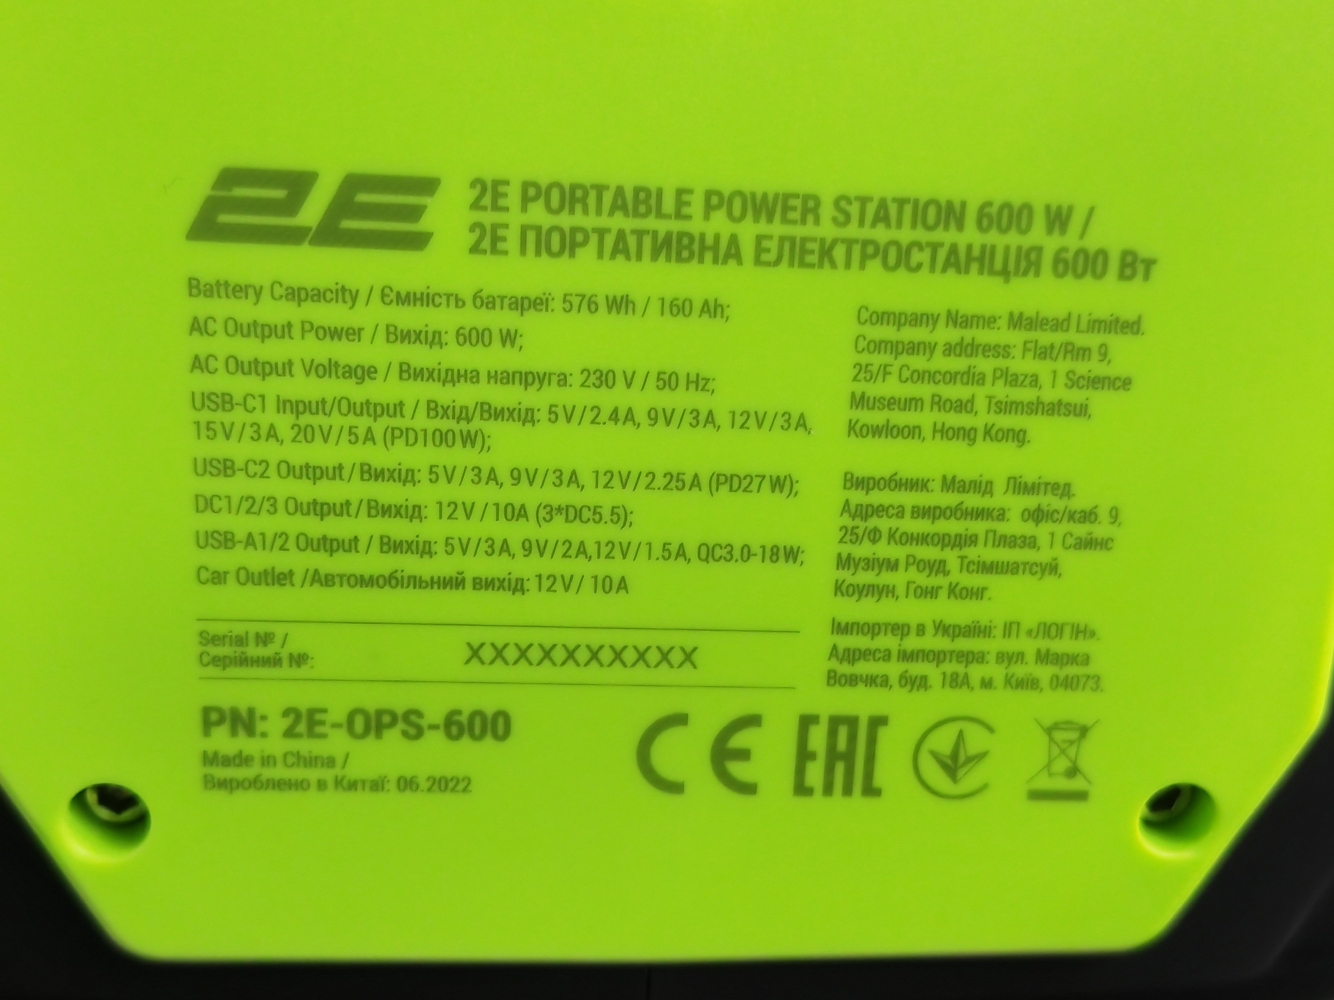 2E
2E PORTABLE POWER STATION 600 W /
2E ПОРТАТИВНА ЕЛЕКТРОСТАНЦІЯ 600 Вт
Battery Capacity / Ємність батареї: 576 Wh / 160 Ah;
AC Output Power / Вихід: 600 W;
AC Output Voltage / Вихідна напруга: 230 V / 50 Hz;
USB-C1 Input/Output / Вхід/Вихід: 5V/2.4A, 9V/3A, 12V/3A,
15V/3A, 20V/5A (PD100W);
USB-C2 Output/Вихід: 5V/3A, 9V/3A, 12V/2.25A (PD27W);
DC1/2/3 Output/Вихід: 12V/10A (3*DC5.5);
USB-A1/2 Output / Вихід: 5V/3A, 9V/2A,12V/1.5A, QC3.0-18W;
Car Outlet /Автомобільний вихід: 12V/ 10A
Serial № /
Серійний №:
XXXXXXXXXX
PN: 2E-OPS-600
Made in China /
Вироблено в Китаї: 06.2022
Company Name: Malead Limited.
Company address: Flat/Rm 9,
25/F Concordia Plaza, 1 Science
Museum Road, Tsimshatsui,
Kowloon, Hong Kong.
Виробник: Малід Лімітед.
Адреса виробника: офіс/каб. 9,
25/Ф Конкордія Плаза, 1 Сайнс
Музіум Роуд, Тсімшатсуй,
Коулун, Гонг Конг.
Імпортер в Україні: ІП «ЛОГІН».
Адреса імпортера: вул. Марка
Вовчка, буд. 18А, м. Київ, 04073.
CE EAC